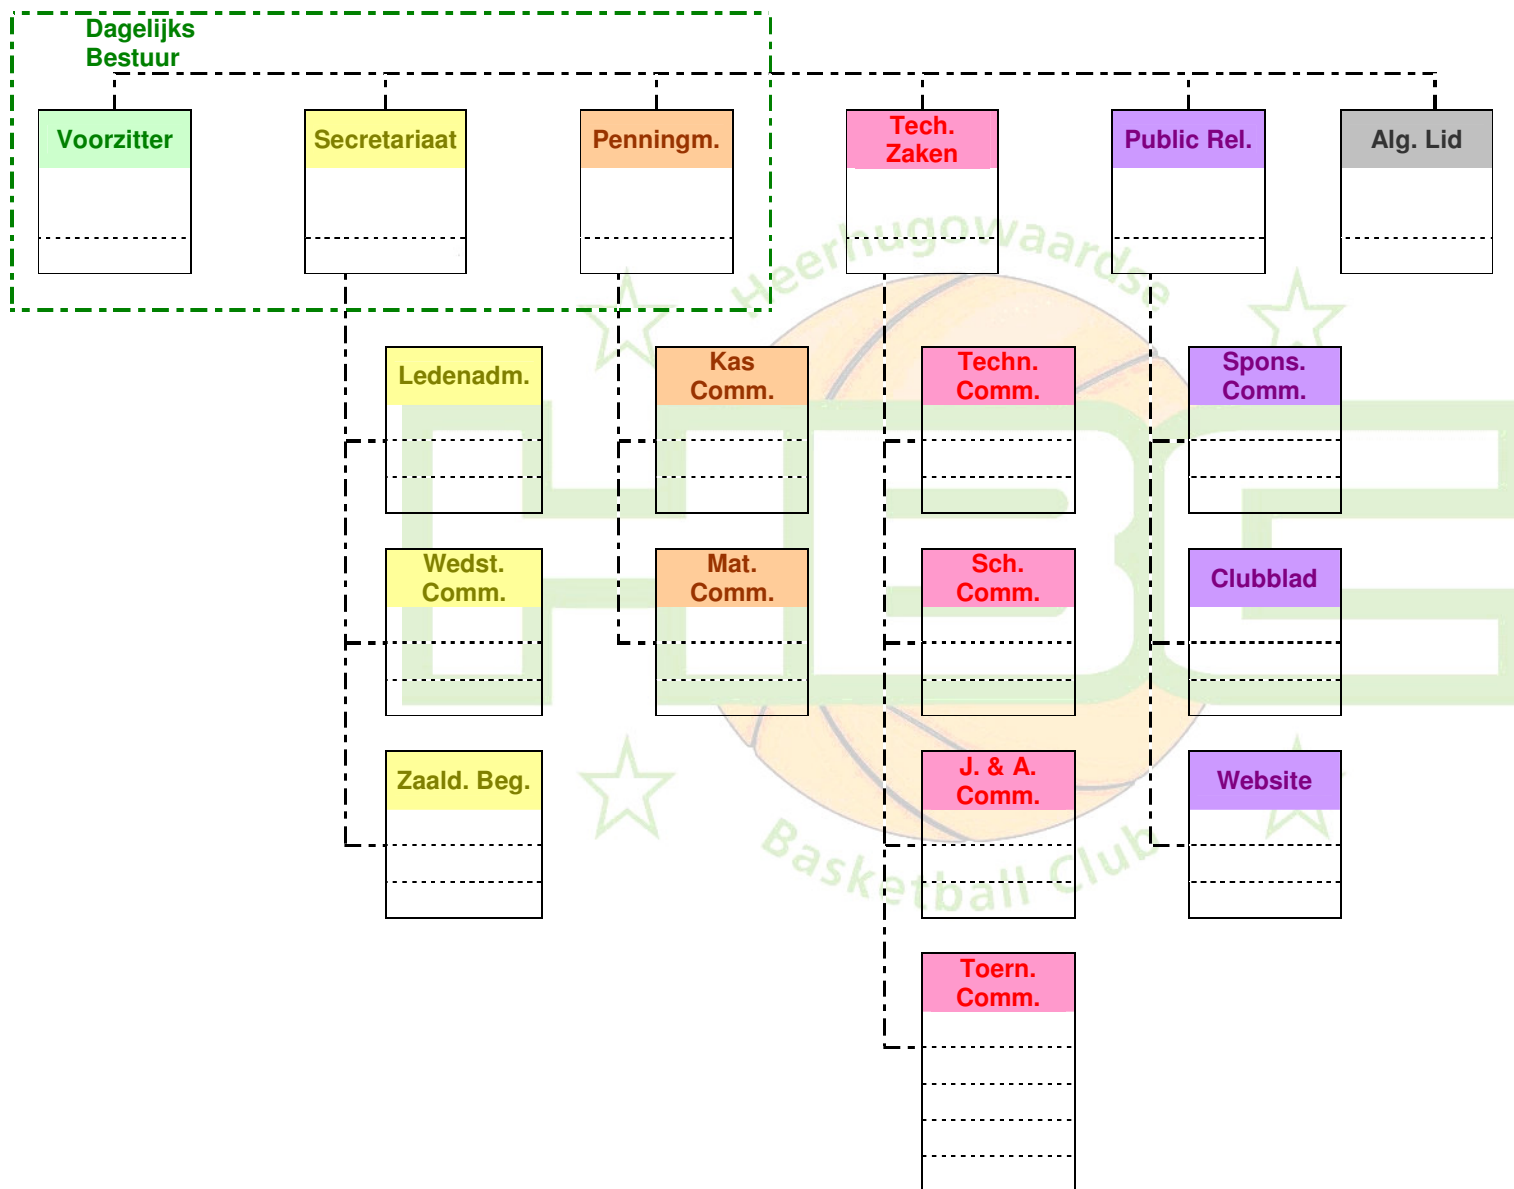 Dagelijks
Bestuur
Voorzitter
Secretariaat
Penningm.
Tech.
Zaken
Public Rel.
Alg. Lid
Heerhugowaardse
Ledenadm.
Kas
Comm.
Techn.
Comm.
Spons.
Comm.
HBC
Wedst.
Comm.
Mat.
Comm.
Sch.
Comm.
Clubblad
Zaald. Beg.
J. & A.
Comm.
Website
Basketball Club
Toern.
Comm.